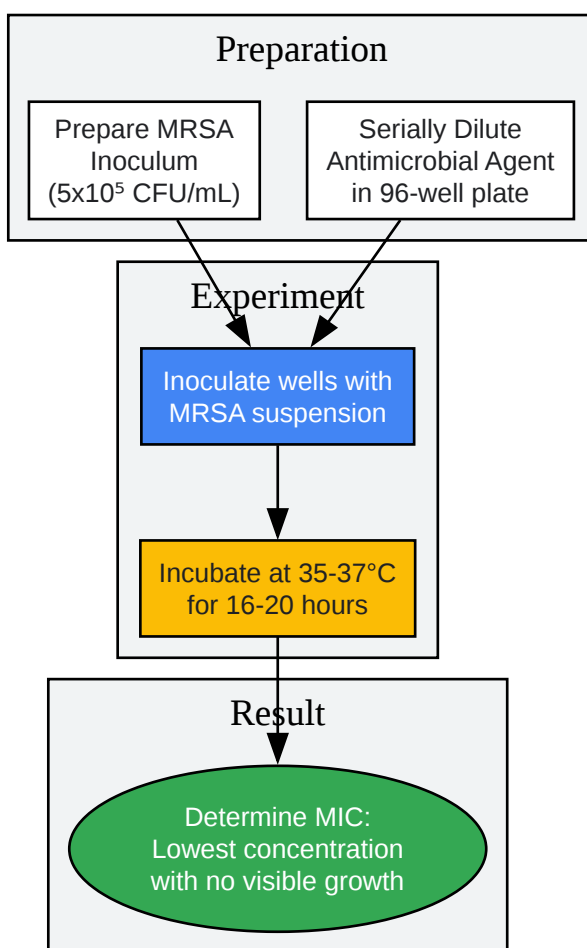 Preparation
Prepare MRSA
Inoculum
(5x10⁵ CFU/mL)
Serially Dilute
Antimicrobial Agent
in 96-well plate
Experiment
Inoculate wells with
MRSA suspension
Incubate at 35-37°C
for 16-20 hours
Result
Determine MIC:
Lowest concentration
with no visible growth